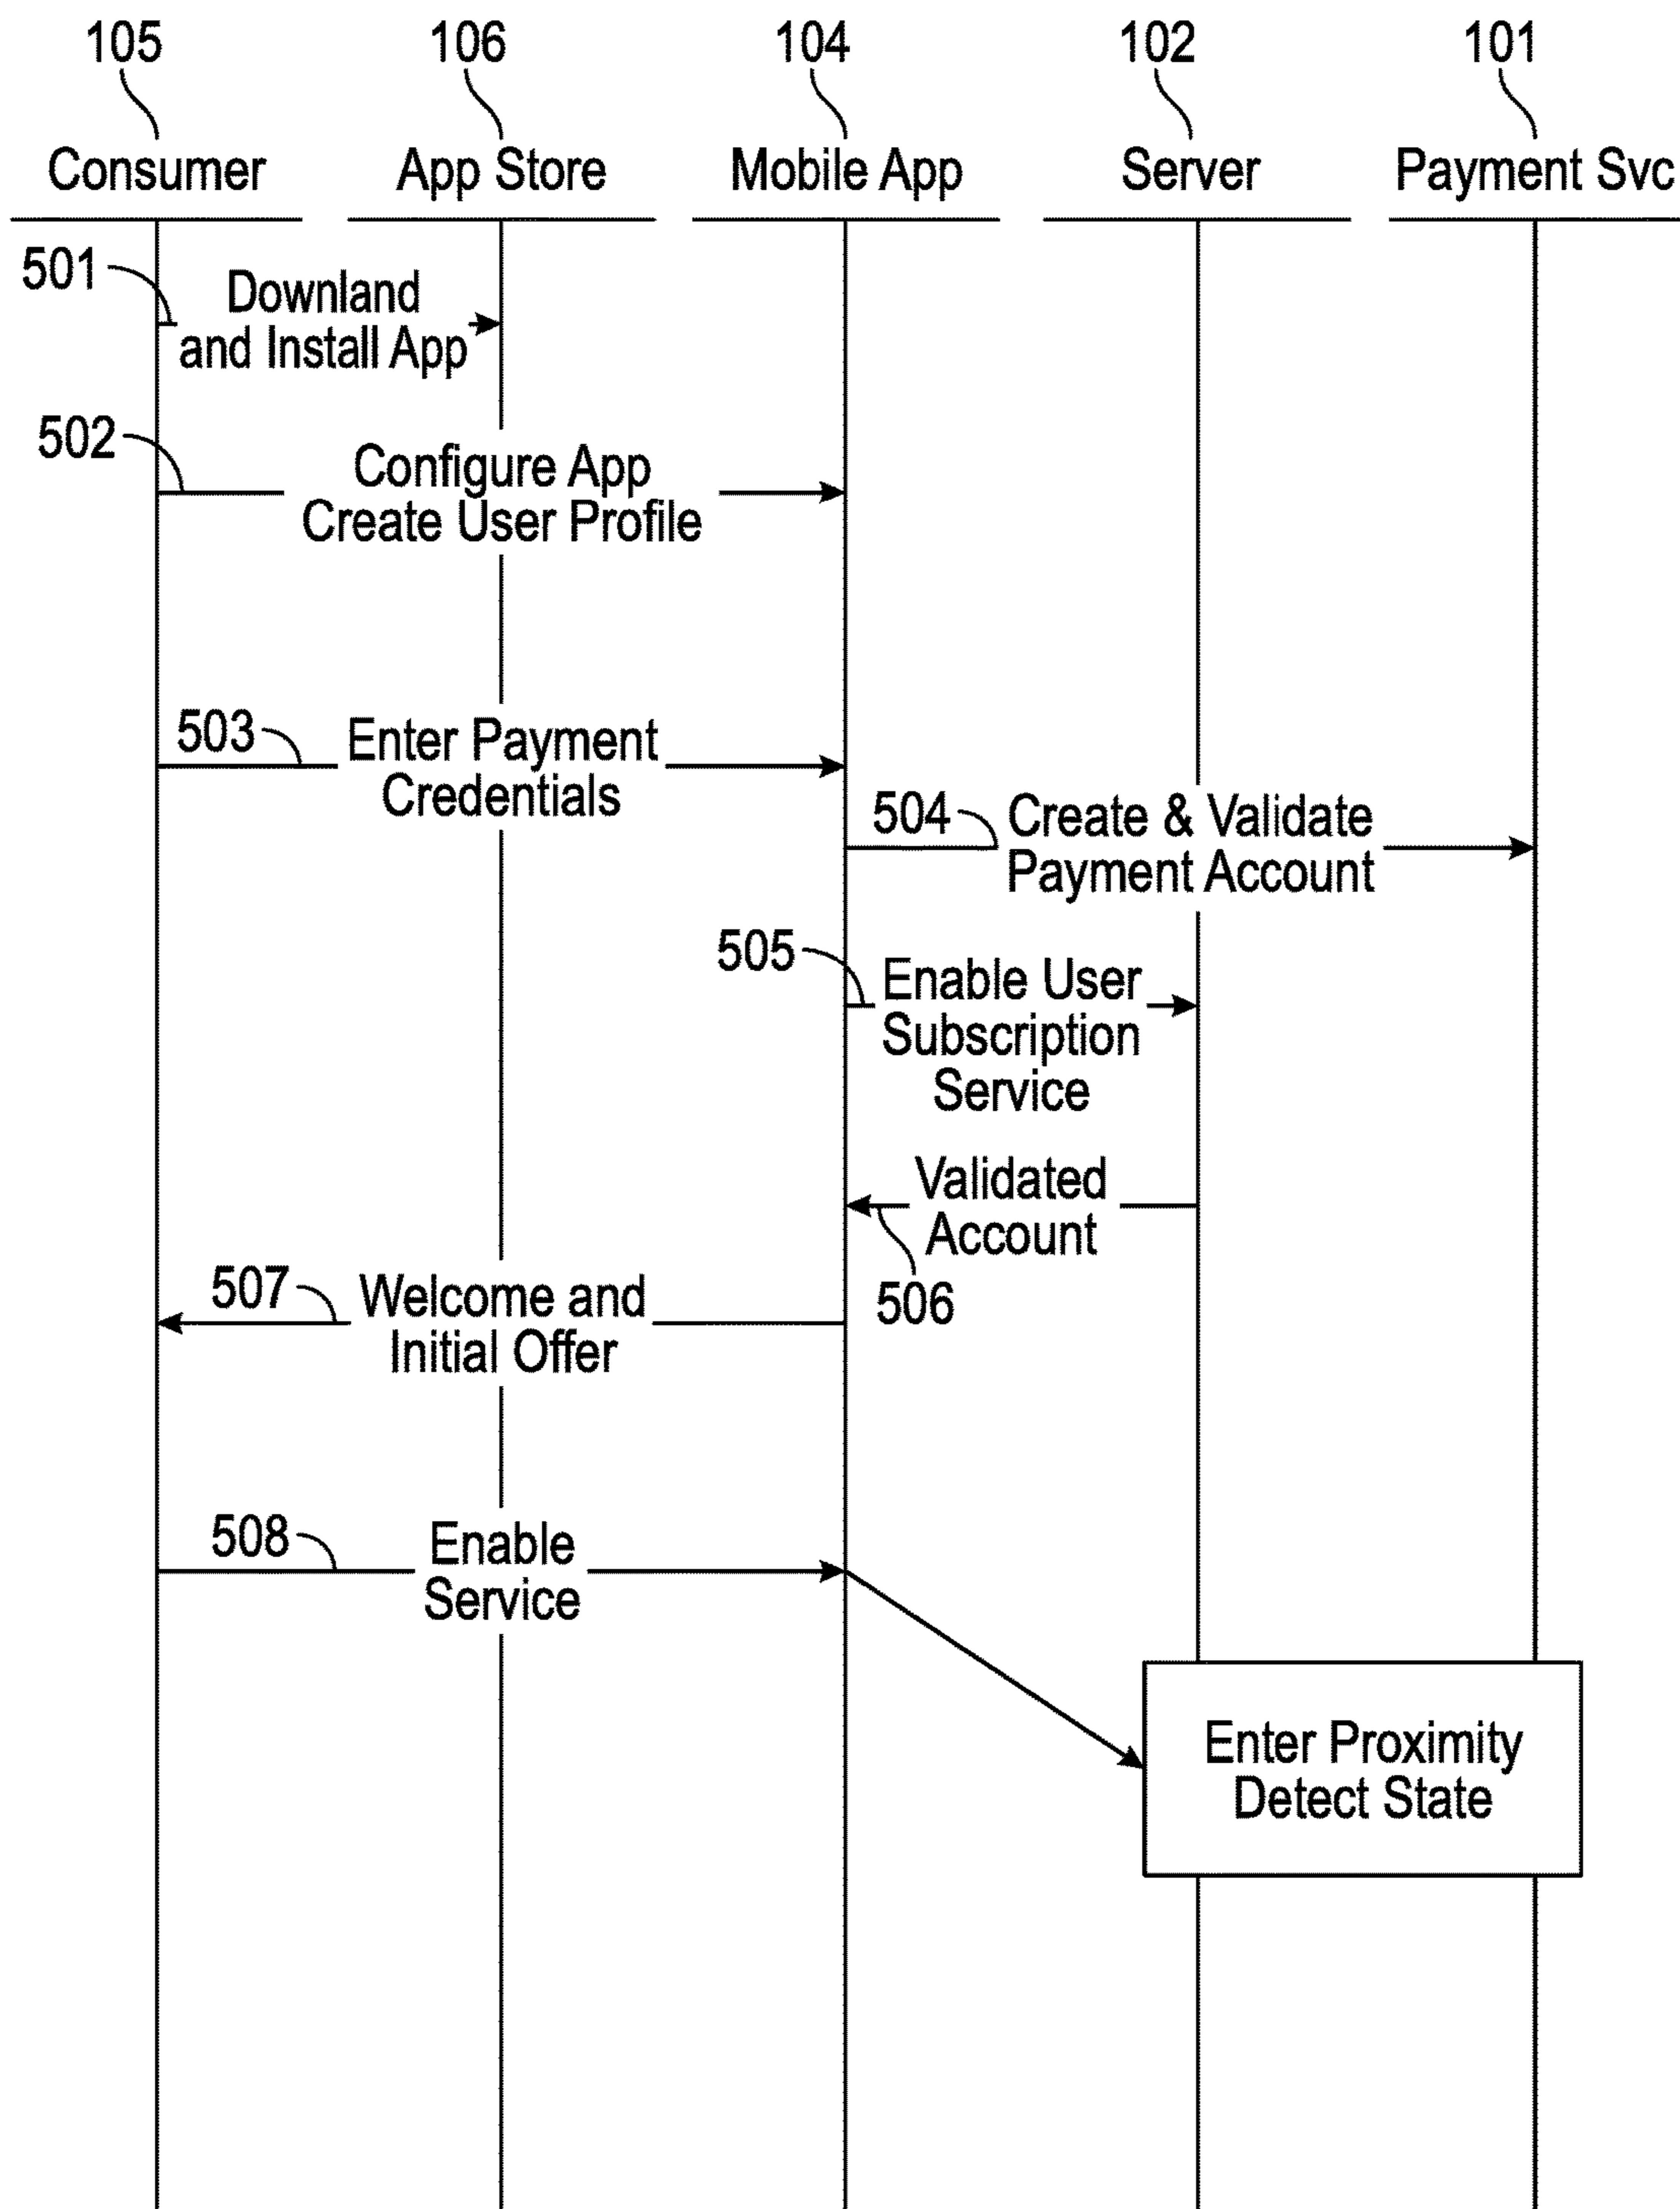 105
106
104
102
101
Consumer
App Store
Mobile App
Server
Payment Svc
501
Downland
and Install App
502
Configure App
Create User Profile
503
Enter Payment
Credentials
504
Create & Validate
Payment Account
505
Enable User
Subscription
Service
Validated
Account
506
507
Welcome and
Initial Offer
508
Enable
Service
Enter Proximity
Detect State